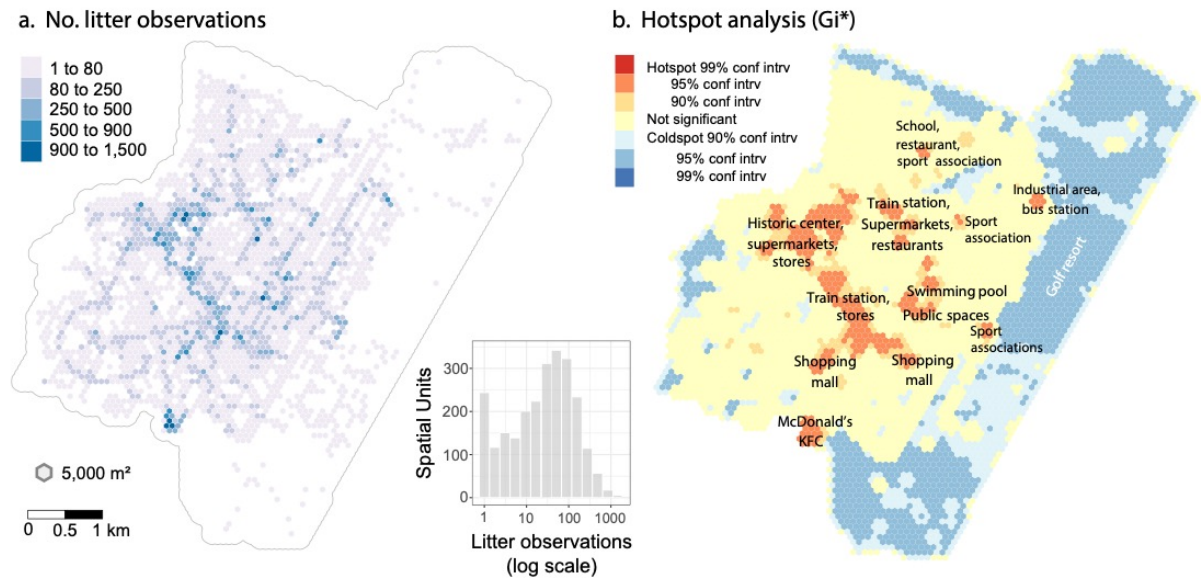 a. No. litter observations
1 to 80
80 to 250
250 to 500
500 to 900
900 to 1,500
5,000 m²
0 0.5 1 km
Spatial Units
300
200
100
0
1 10 100 1000
Litter observations
(log scale)
b. Hotspot analysis (Gi*)
Hotspot 99% conf intrv
95% conf intrv
90% conf intrv
Not significant
Coldspot 90% conf intrv
95% conf intrv
99% conf intrv
School,
restaurant,
sport association
Industrial area,
bus station
Train station,
Supermarkets,
restaurants
Sport
association
Historic center,
supermarkets,
stores
Golf resort
Train station,
stores
Swimming pool
Public spaces
Sport
associations
Shopping
mall
Shopping
mall
McDonald's
KFC